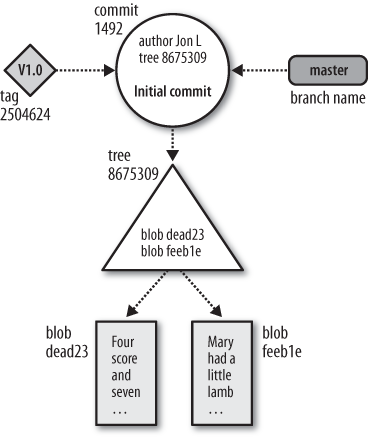 commit
1492
author Jon L
tree 8675309
Initial commit
V1.0
tag
2504624
master
branch name
tree
8675309
blob dead23
blob feeb1e
blob
dead23
Four
score
and
seven
…
Mary
had a
little
lamb
…
blob
feeb1e